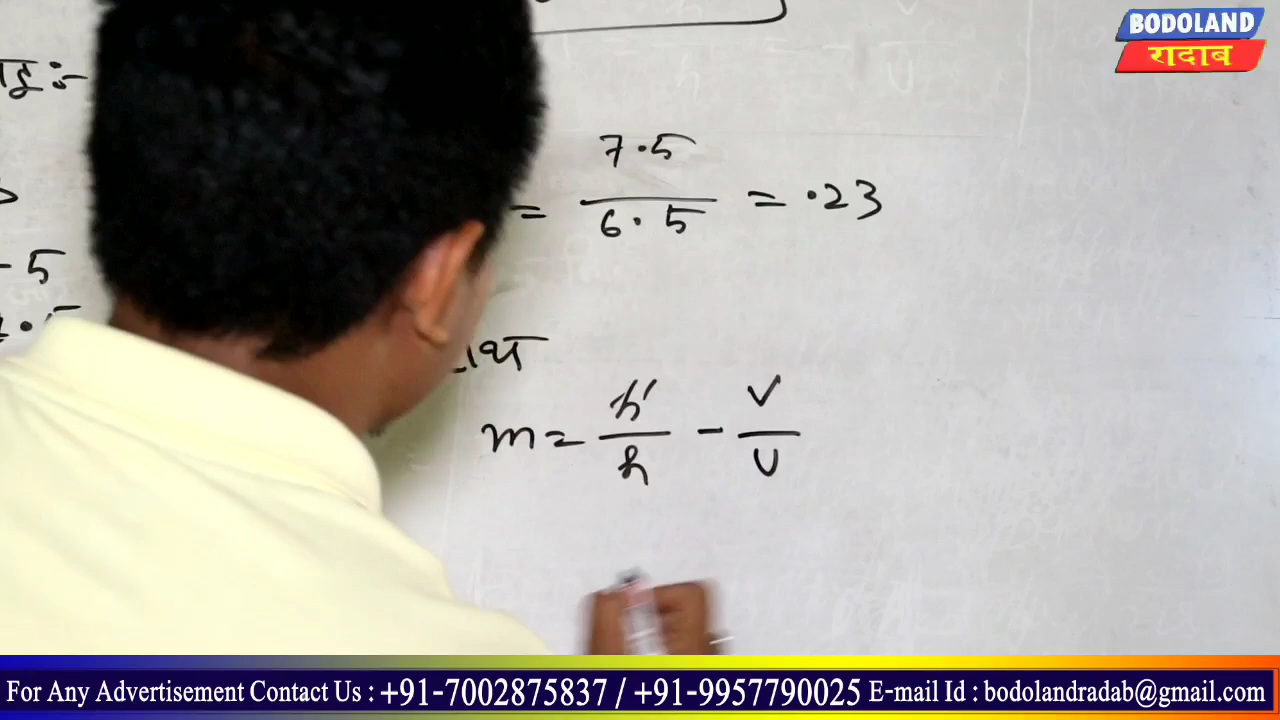 BODOLAND
रादाब
= 7.5 / 6.5 = .23
5
m = h' / h - v / u
For Any Advertisement Contact Us : +91-7002875837 / +91-9957790025 E-mail Id : bodolandradab@gmail.com